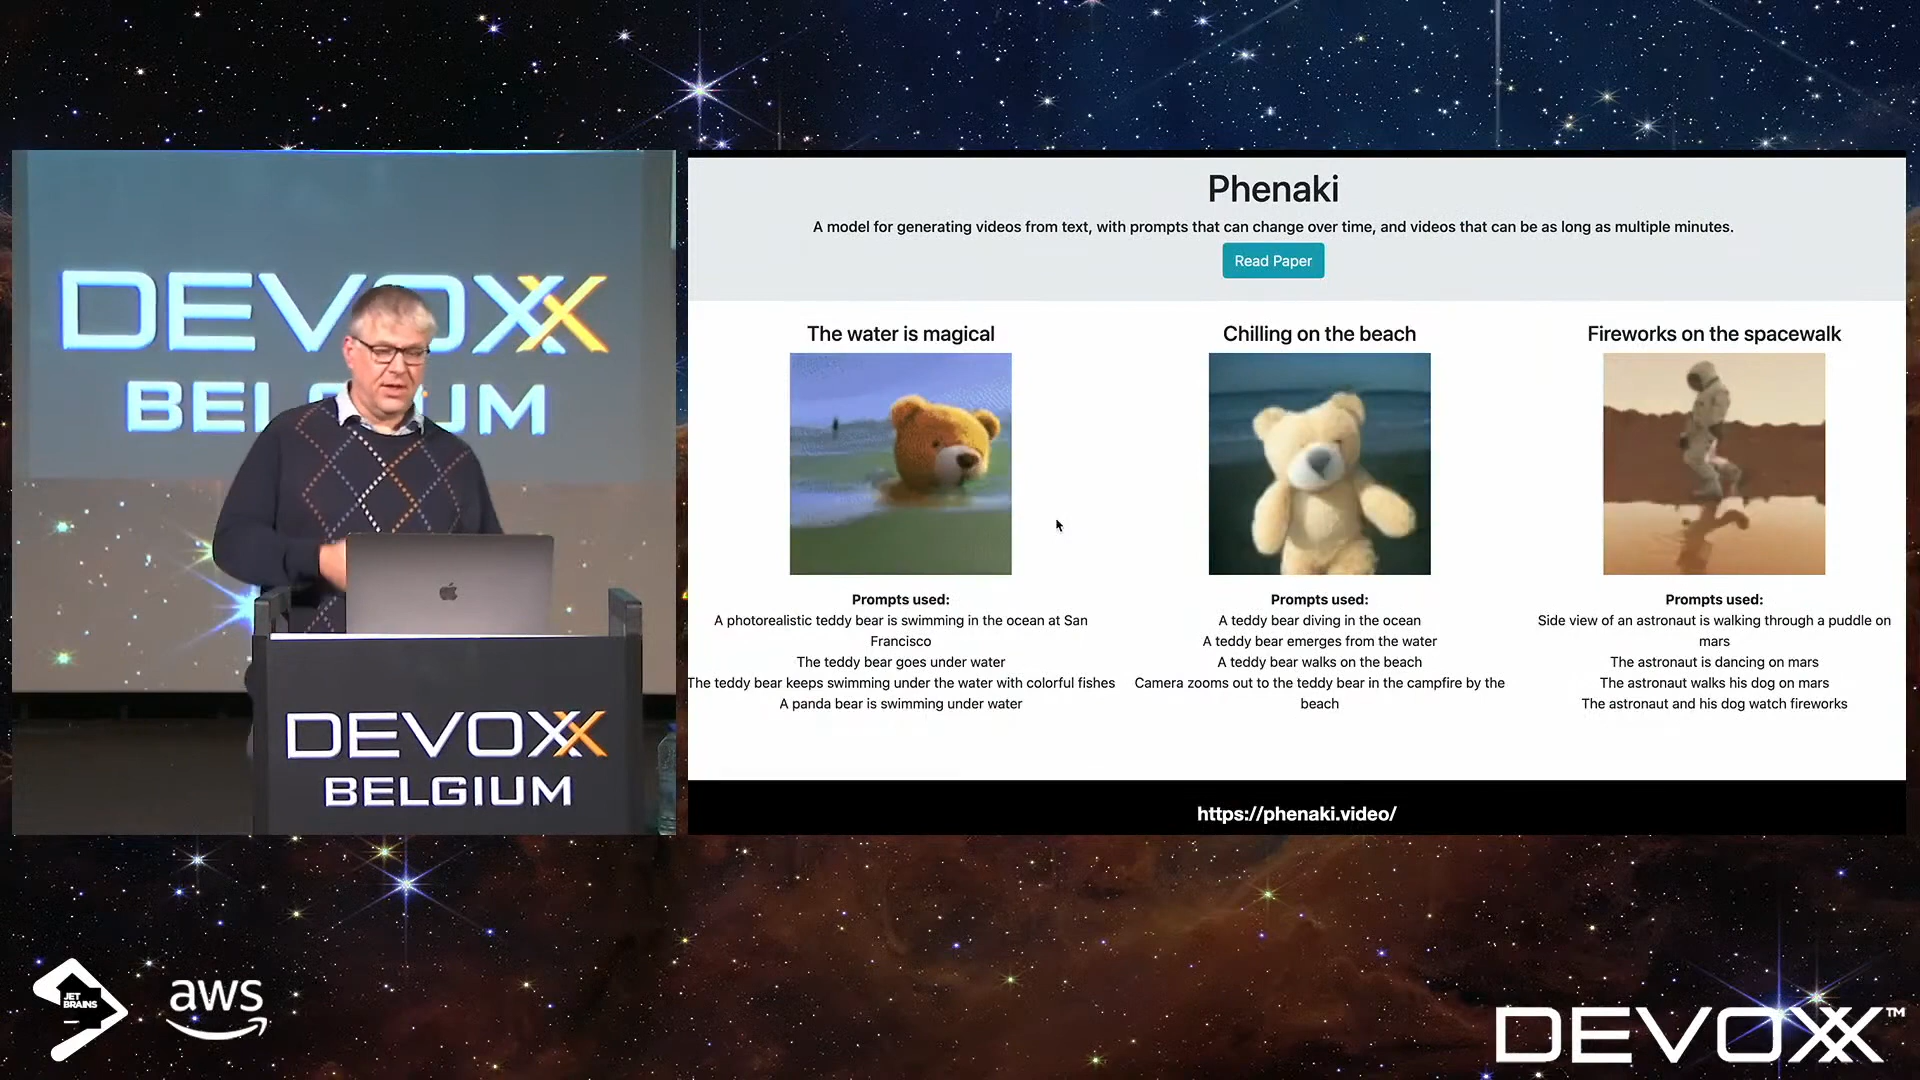 DEVOXX
BELGIUM
DEVOXX
BELGIUM
Phenaki
A model for generating videos from text, with prompts that can change over time, and videos that can be as long as multiple minutes.
Read Paper
The water is magical
Prompts used:
A photorealistic teddy bear is swimming in the ocean at San
Francisco
The teddy bear goes under water
The teddy bear keeps swimming under the water with colorful fishes
A panda bear is swimming under water
Chilling on the beach
Prompts used:
A teddy bear diving in the ocean
A teddy bear emerges from the water
A teddy bear walks on the beach
Camera zooms out to the teddy bear in the campfire by the
beach
Fireworks on the spacewalk
Prompts used:
Side view of an astronaut is walking through a puddle on
mars
The astronaut is dancing on mars
The astronaut walks his dog on mars
The astronaut and his dog watch fireworks
https://phenaki.video/
JET
BRAINS
aws
DEVOXX™